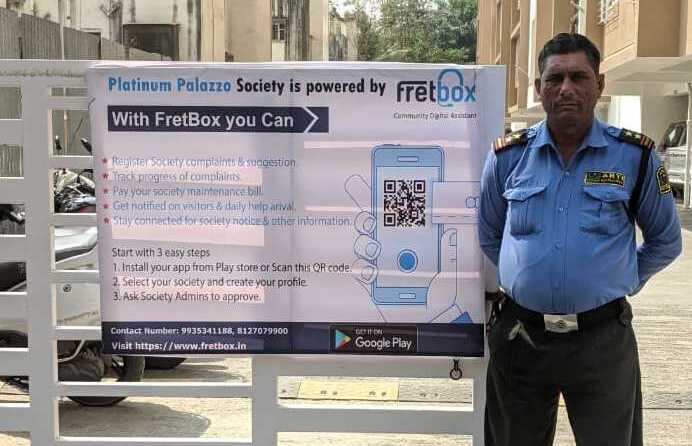 Platinum Palazzo Society is powered by fretbox
Community Digital Assistant
With FretBox you Can
Register Society complaints & suggestion.
Track progress of complaints.
Pay your society maintenance bill.
Get notified on visitors & daily help arival.
Stay connected for society notice & other information.
Start with 3 easy steps
1. Install your app from Play store or Scan this QR code.
2. Select your society and create your profile.
3. Ask Society Admins to approve.
Contact Number: 9935341188, 8127079900
Visit https://www.fretbox.in
GET IT ON
Google Play